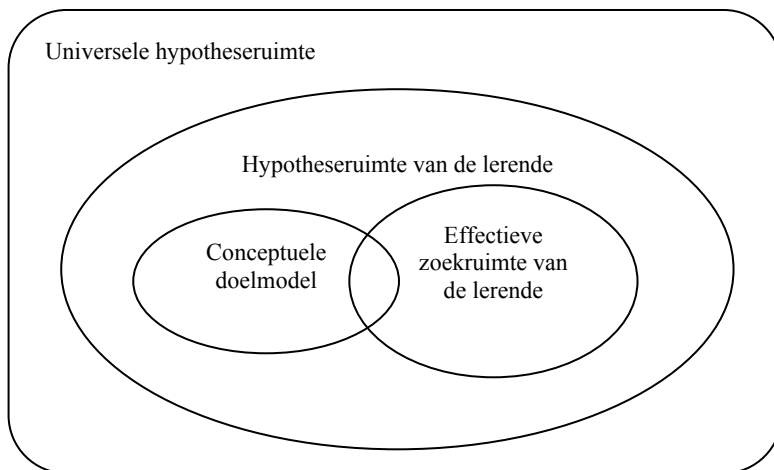 Universele hypotheseruimte
Hypotheseruimte van de lerende
Conceptuele
doelmodel
Effectieve
zoekruimte van
de lerende